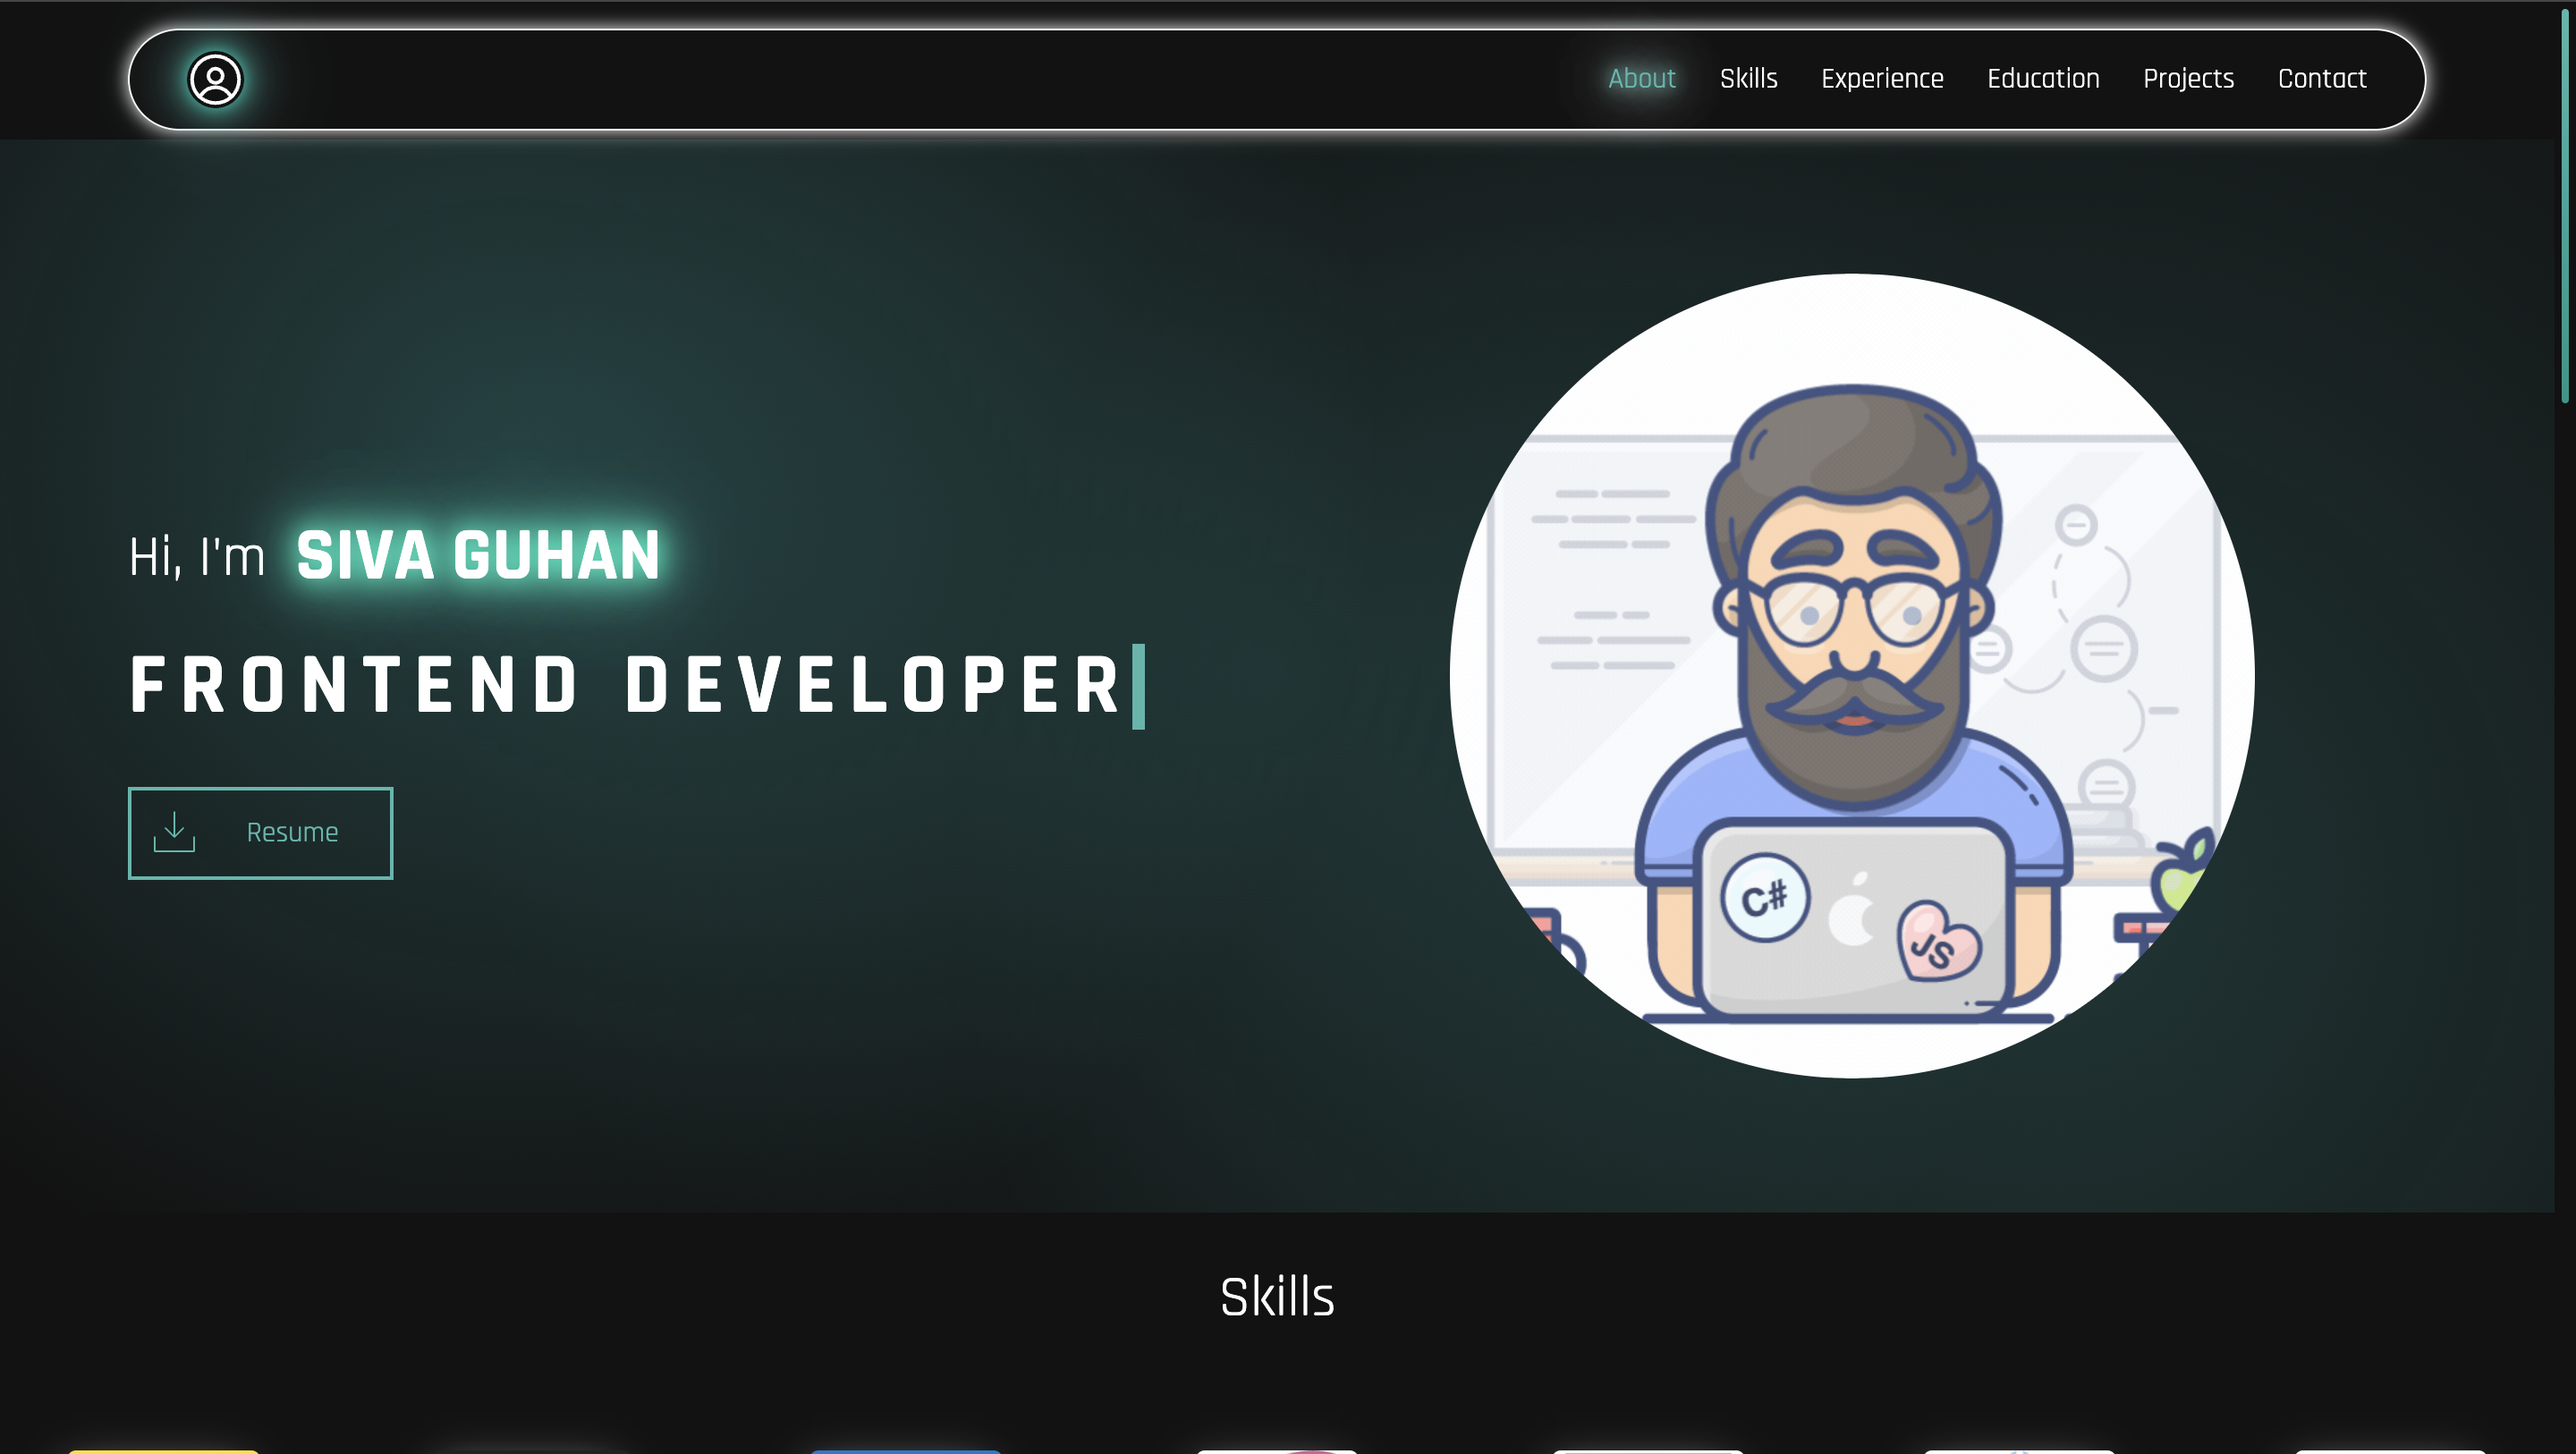 About Skills Experience Education Projects Contact
Hi, I'm SIVA GUHAN
FRONTEND DEVELOPER
Resume
C#
JS
Skills